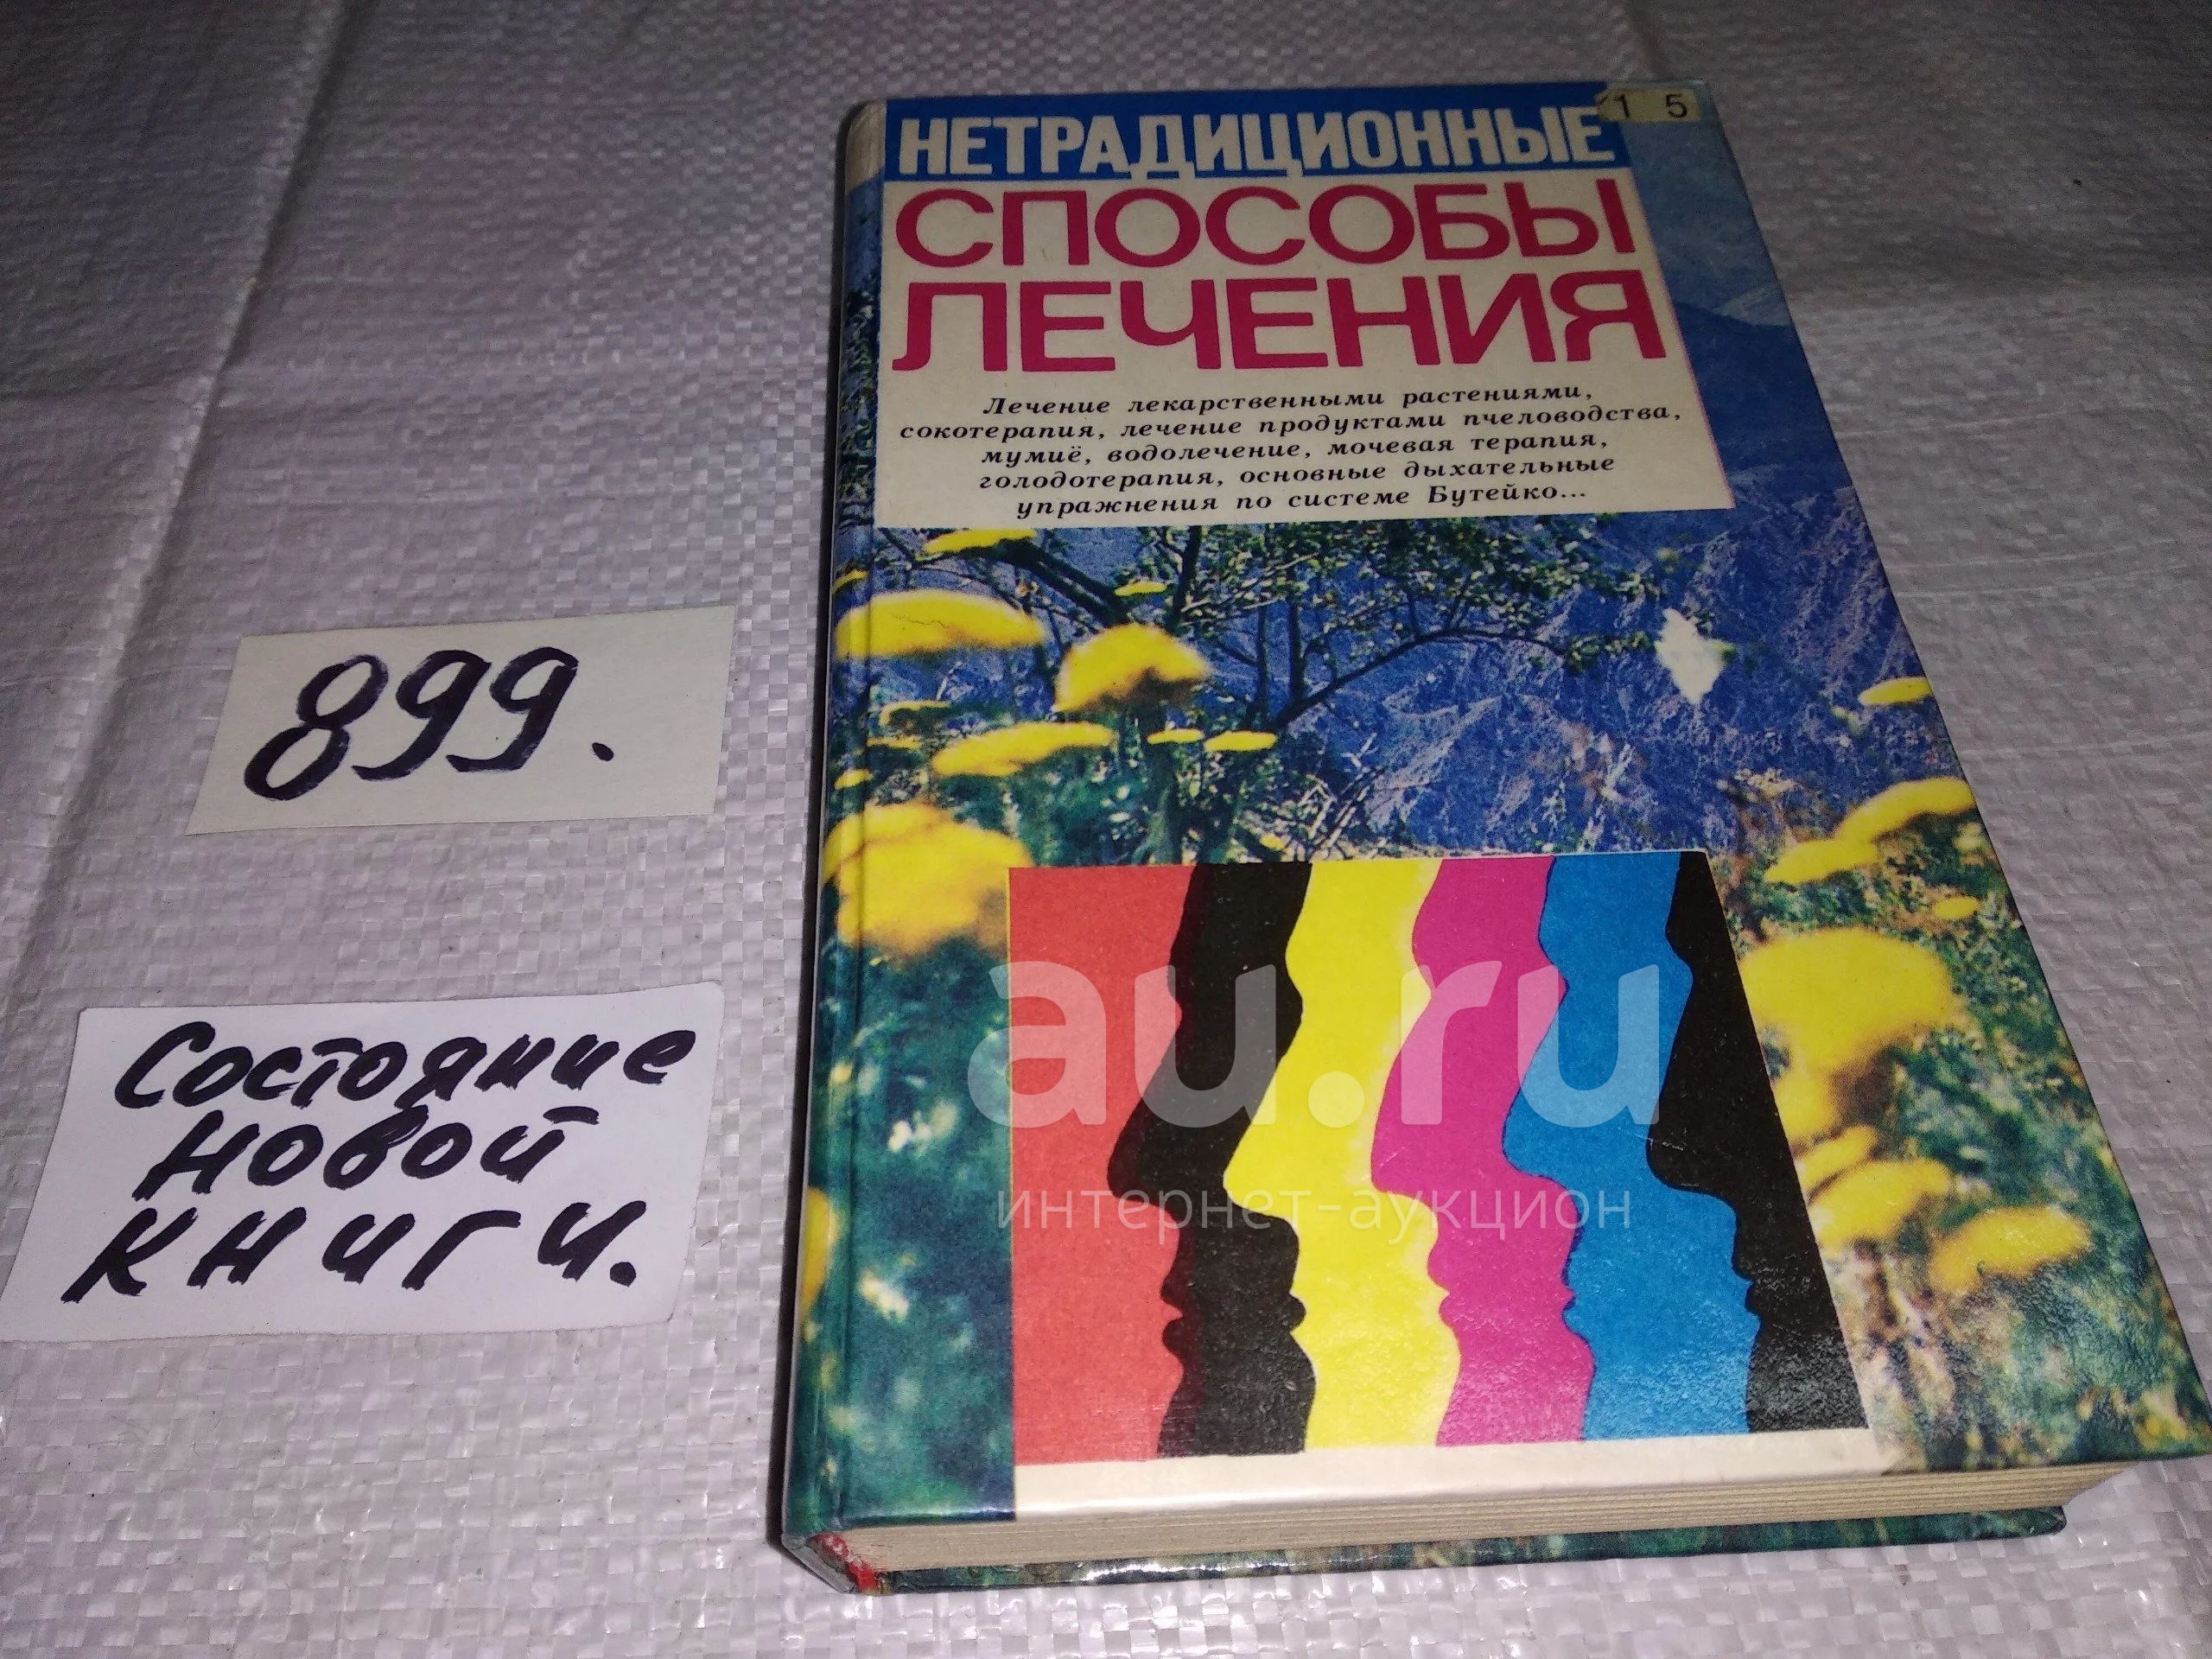 НЕТРАДИЦИОННЫЕ
1 5
СПОСОБЫ
ЛЕЧЕНИЯ
Лечение лекарственными растениями,
сокотерапия, лечение продуктами пчеловодства,
мумиё, водолечение, мочевая терапия,
голодотерапия, основные дыхательные
упражнения по системе Бутейко...
899.
Состояние
новой
книги.
au.ru
интернет-аукцион